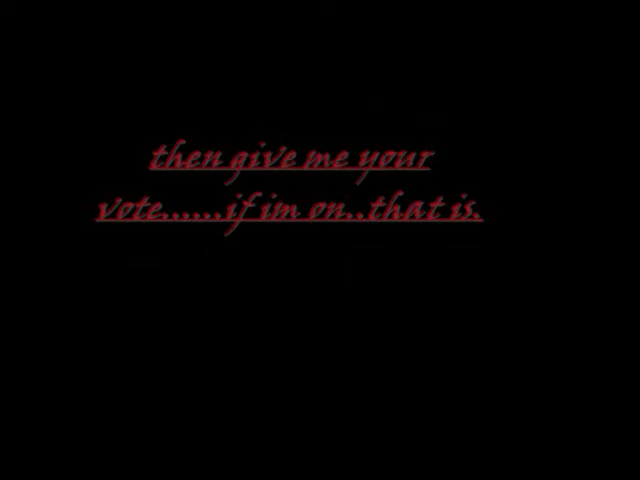 then give me your
vote......if im on..that is.